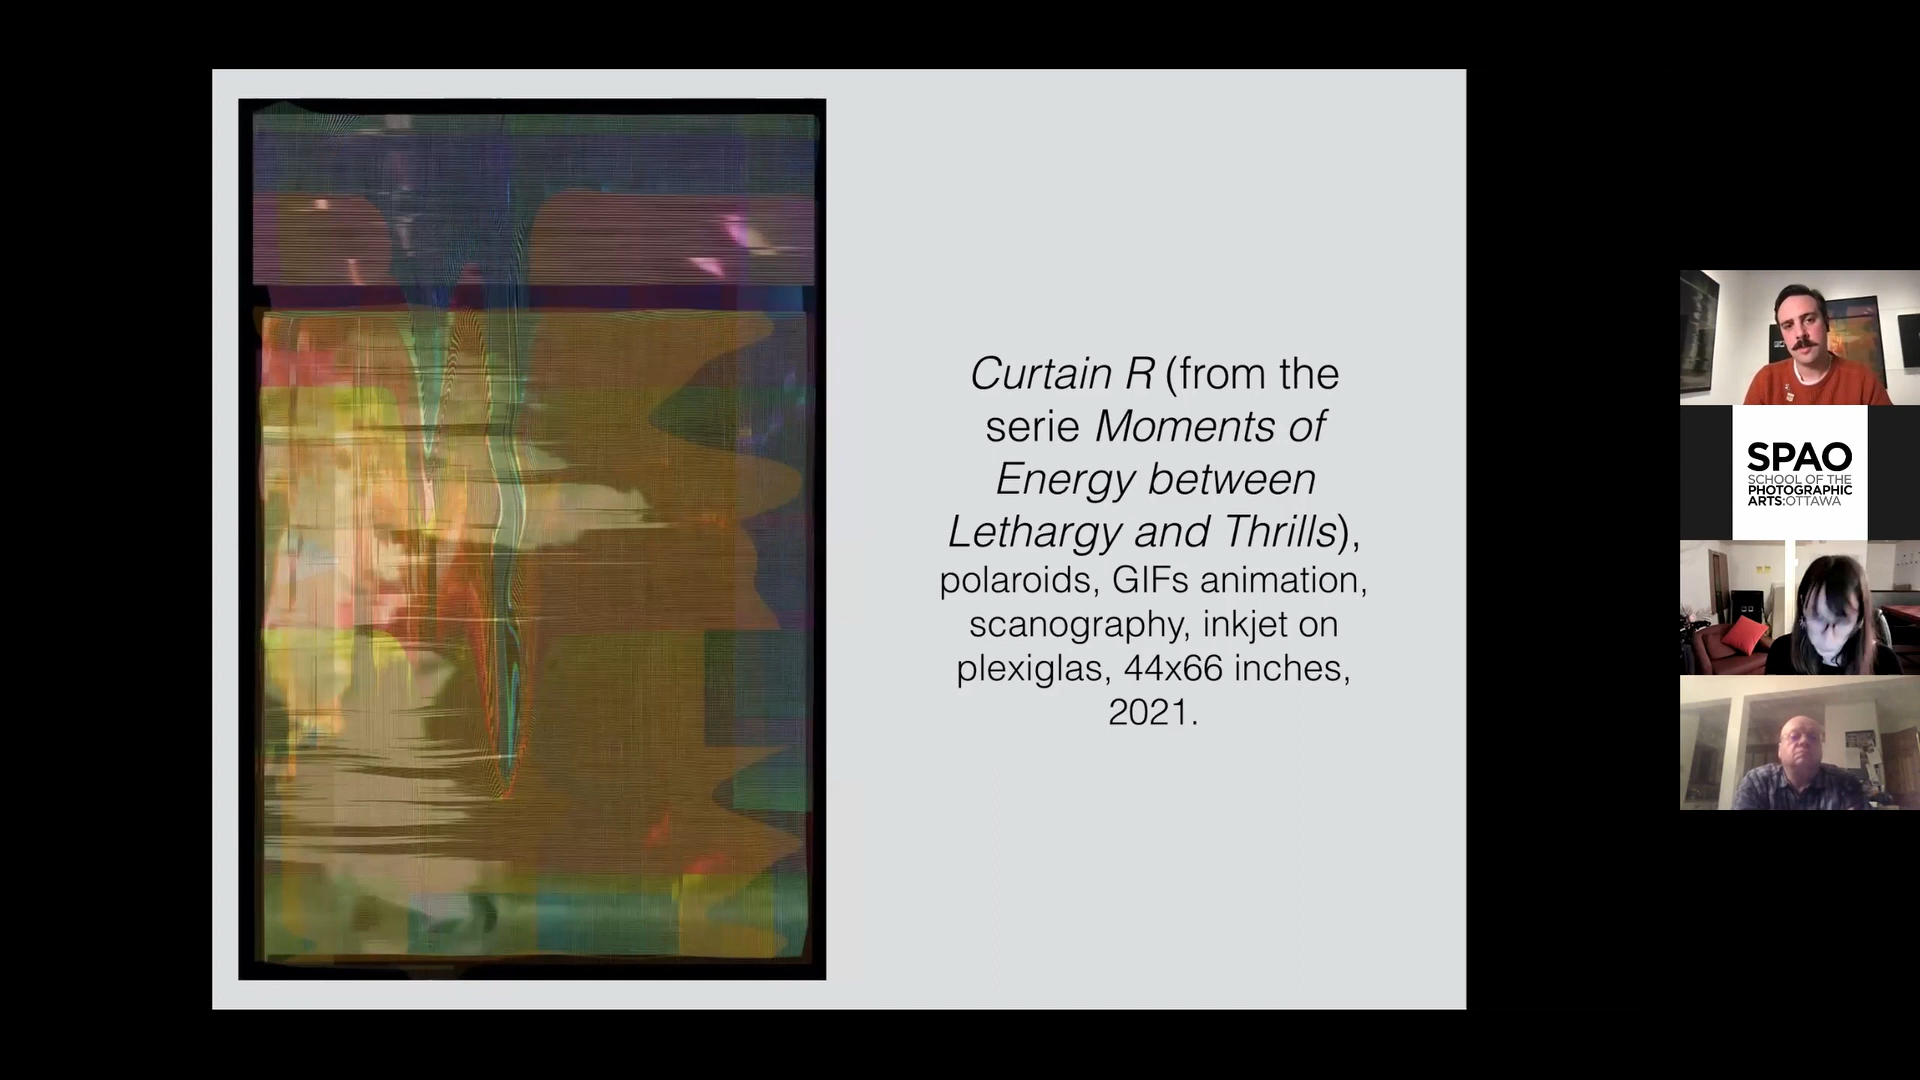 Curtain R (from the
serie Moments of
Energy between
Lethargy and Thrills),
polaroids, GIFs animation,
scanography, inkjet on
plexiglas, 44x66 inches,
2021.
SPAO
SCHOOL OF THE
PHOTOGRAPHIC
ARTS:OTTAWA